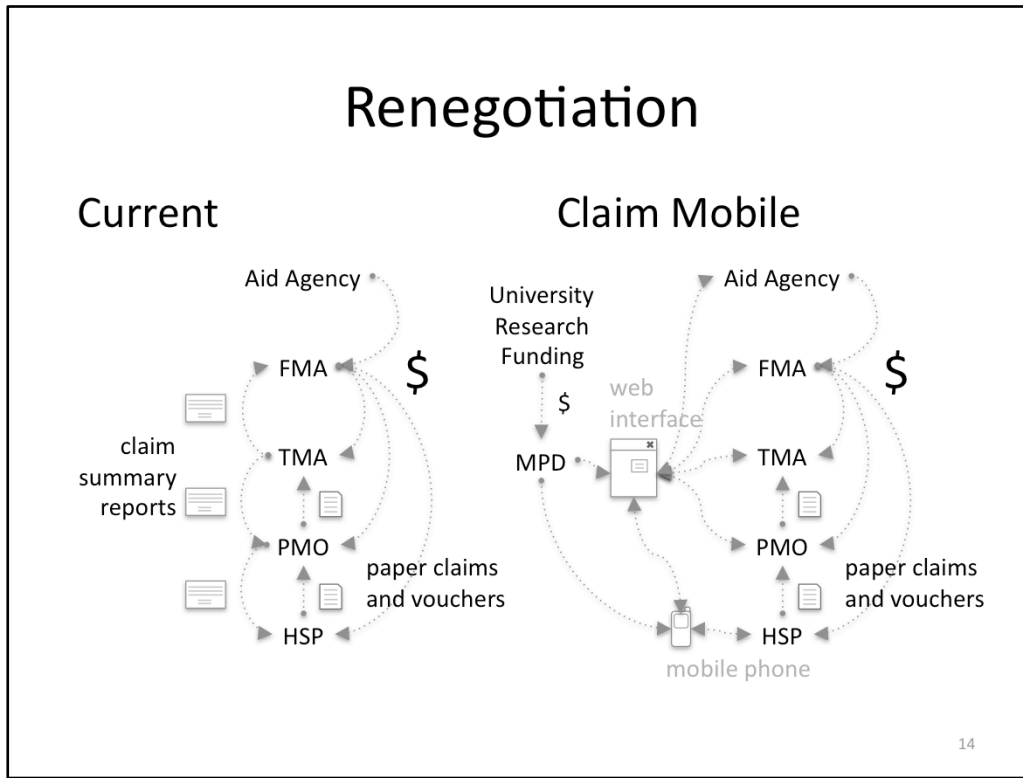 Renegotiation
Current
Aid Agency
FMA
$
claim
summary
reports
TMA
PMO
paper claims
and vouchers
HSP
Claim Mobile
University
Research
Funding
$
MPD
web
interface
Aid Agency
FMA
$
TMA
PMO
paper claims
and vouchers
HSP
mobile phone
14